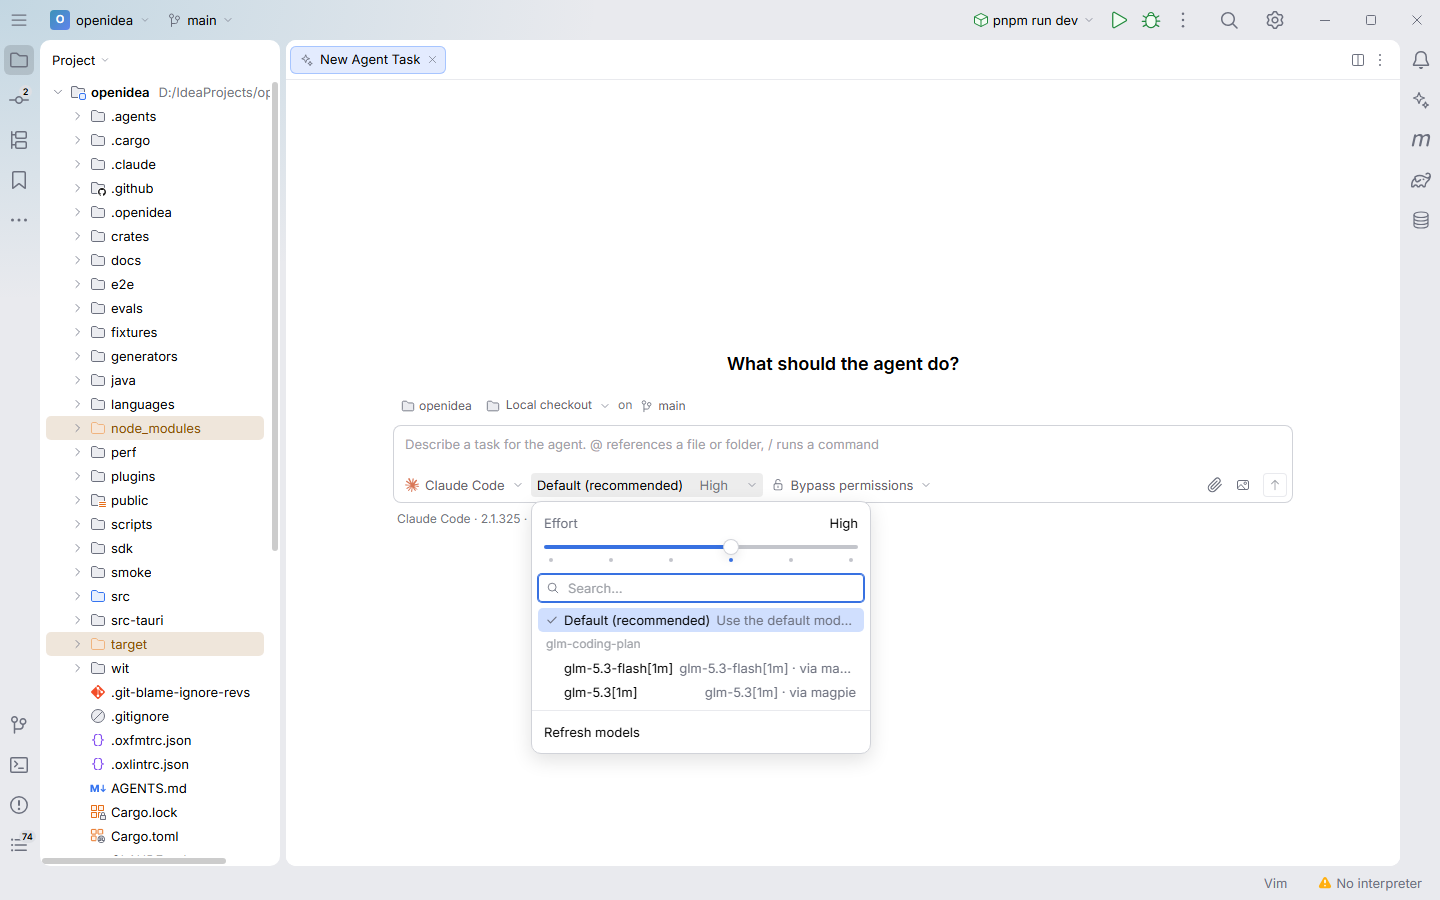 O openidea main pnpm run dev
Project
New Agent Task
openidea D:/IdeaProjects/op
.agents
.cargo
.claude
.github
.openidea
crates
docs
e2e
evals
fixtures
generators
java
languages
node_modules
perf
plugins
public
scripts
sdk
smoke
src
src-tauri
target
wit
.git-blame-ignore-revs
.gitignore
.oxfmtrc.json
.oxlintrc.json
M↓ AGENTS.md
Cargo.lock
Cargo.toml
2
74
What should the agent do?
openidea Local checkout on main
Describe a task for the agent. @ references a file or folder, / runs a command
Claude Code Default (recommended) High Bypass permissions
Claude Code · 2.1.325 ·
Effort High
Search...
Default (recommended) Use the default mod...
glm-coding-plan
glm-5.3-flash[1m] glm-5.3-flash[1m] · via ma...
glm-5.3[1m] glm-5.3[1m] · via magpie
Refresh models
m
Vim No interpreter